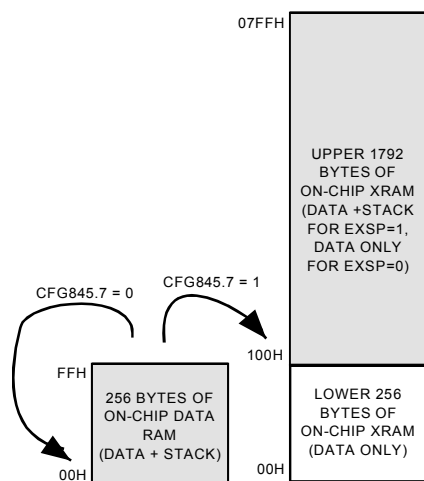 07FFH
UPPER 1792
BYTES OF
ON-CHIP XRAM
(DATA +STACK
FOR EXSP=1,
DATA ONLY
FOR EXSP=0)
CFG845.7 = 0
CFG845.7 = 1
100H
FFH
256 BYTES OF
ON-CHIP DATA
RAM
(DATA + STACK)
00H
LOWER 256
BYTES OF
ON-CHIP XRAM
(DATA ONLY)
00H